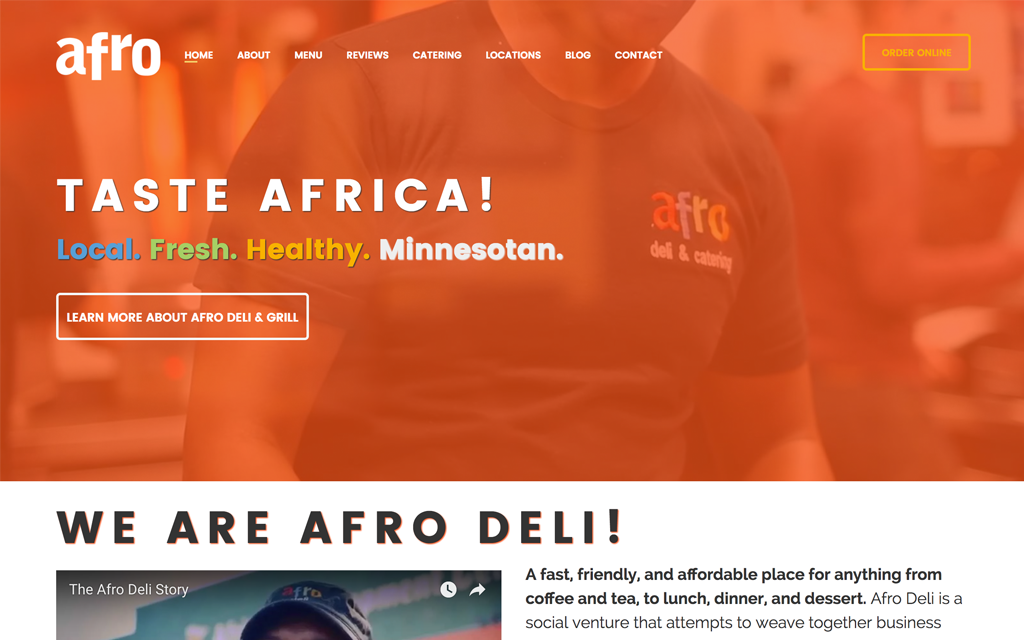 afro
HOME ABOUT MENU REVIEWS CATERING LOCATIONS BLOG CONTACT
ORDER ONLINE
TASTE AFRICA!
Local. Fresh. Healthy. Minnesotan.
afro
deli & catering
LEARN MORE ABOUT AFRO DELI & GRILL
WE ARE AFRO DELI!
The Afro Deli Story
afro
A fast, friendly, and affordable place for anything from
coffee and tea, to lunch, dinner, and dessert. Afro Deli is a
social venture that attempts to weave together business